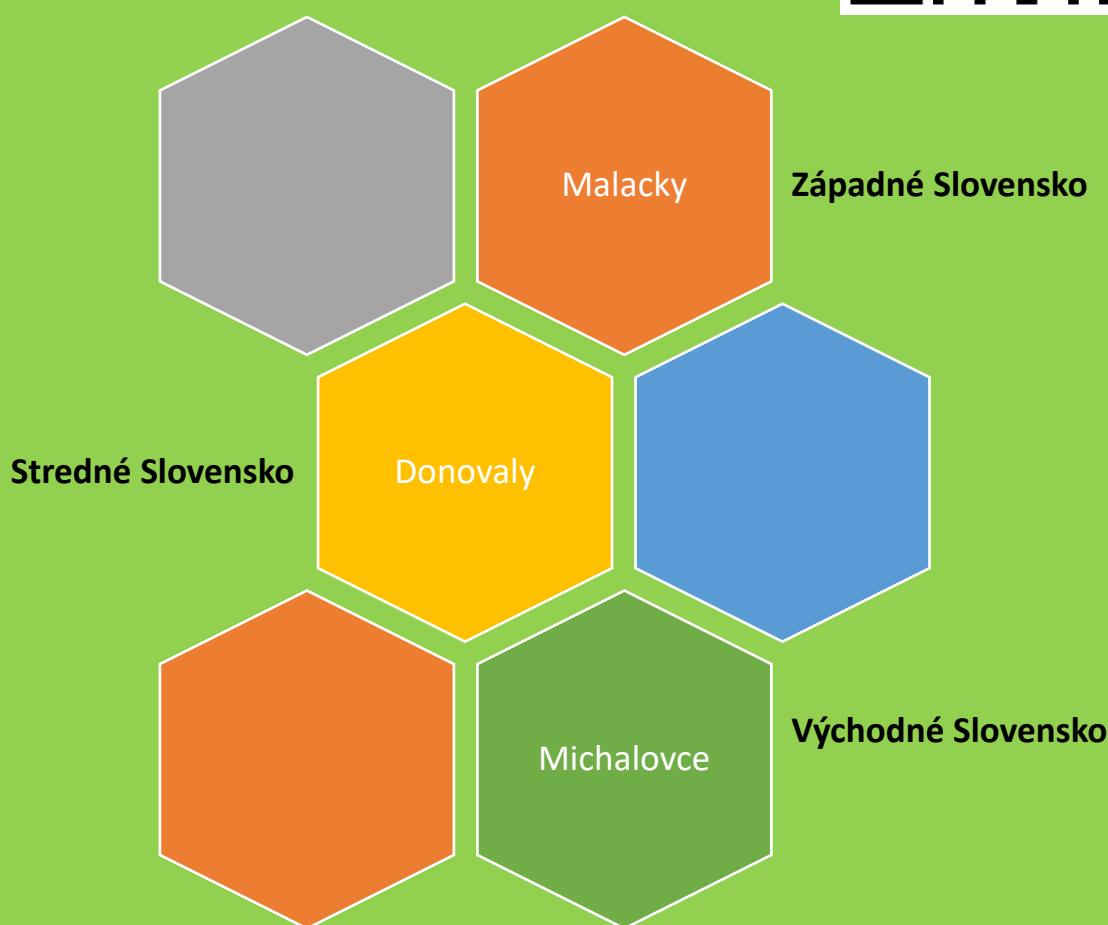 Malacky
Západné Slovensko
Stredné Slovensko
Donovaly
Michalovce
Východné Slovensko